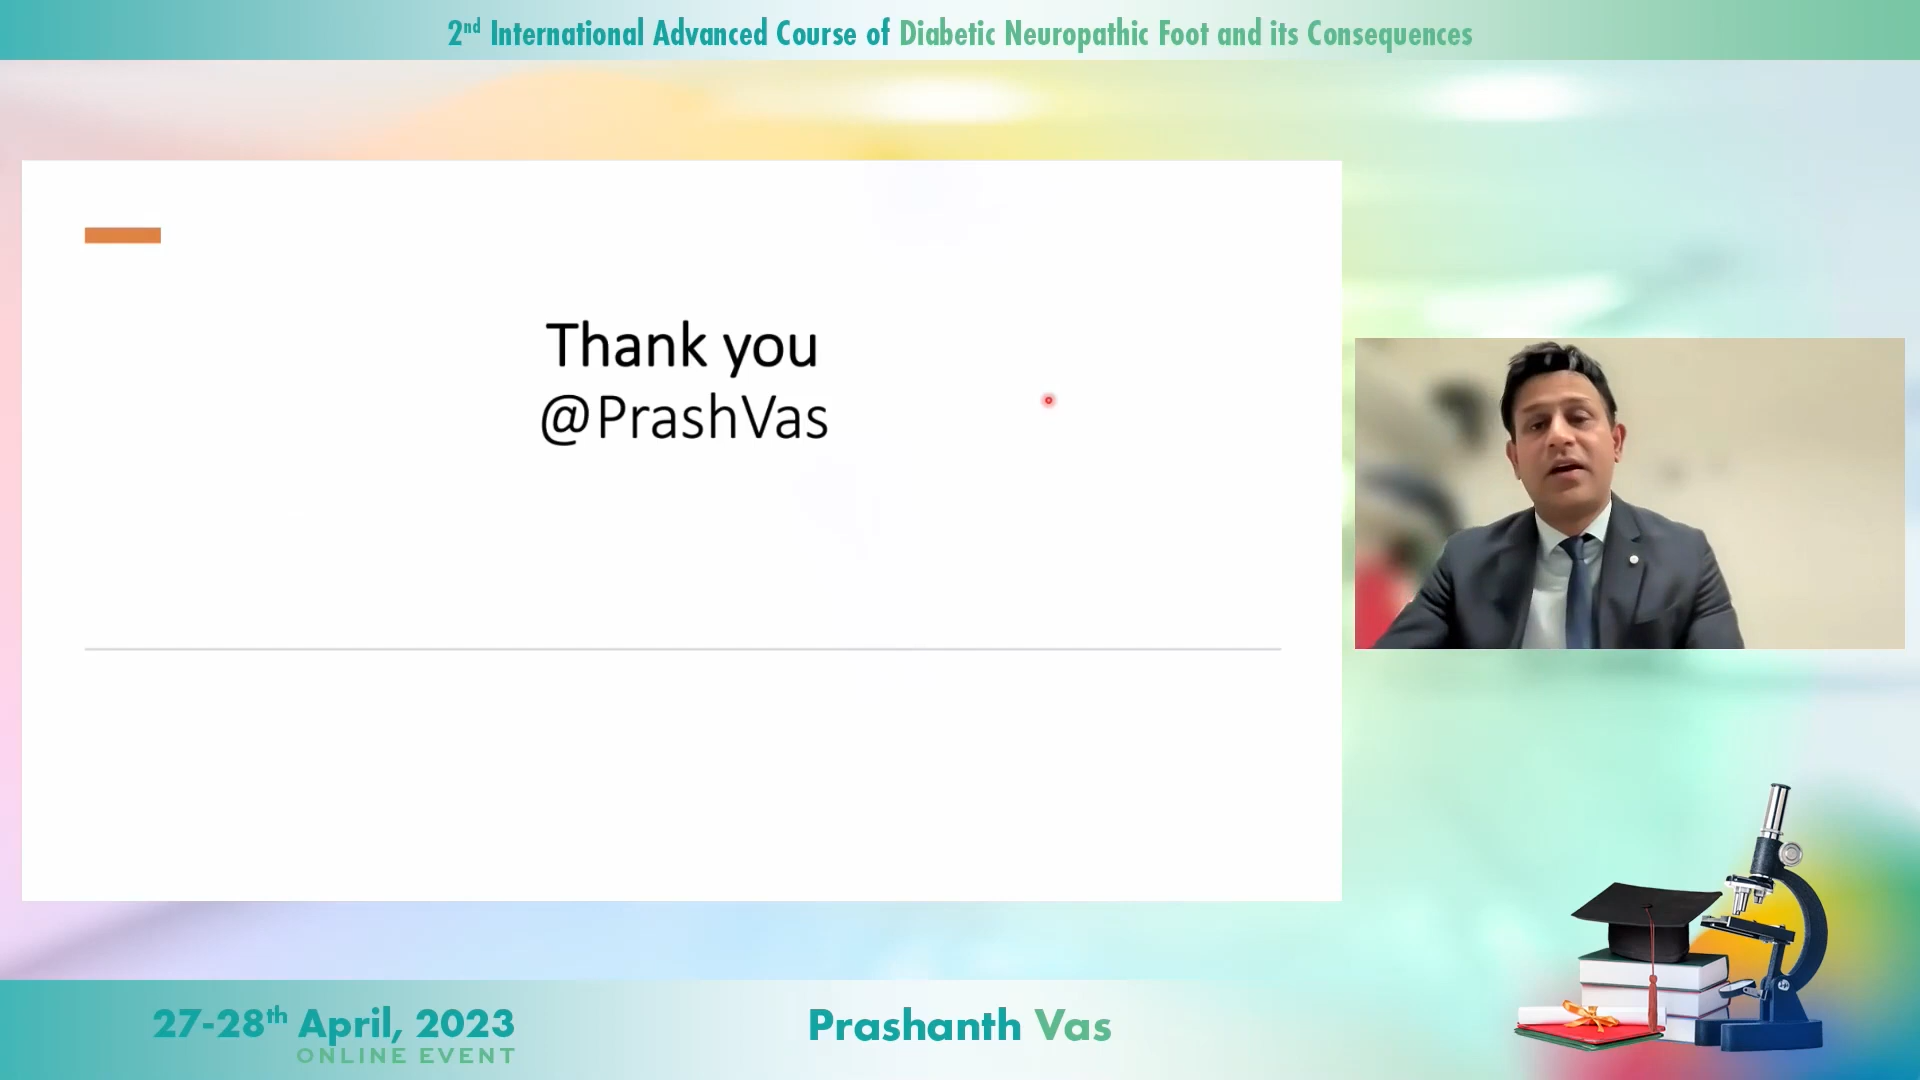 2nd International Advanced Course of Diabetic Neuropathic Foot and its Consequences
Thank you
@PrashVas
27-28th April, 2023
ONLINE EVENT
Prashanth Vas